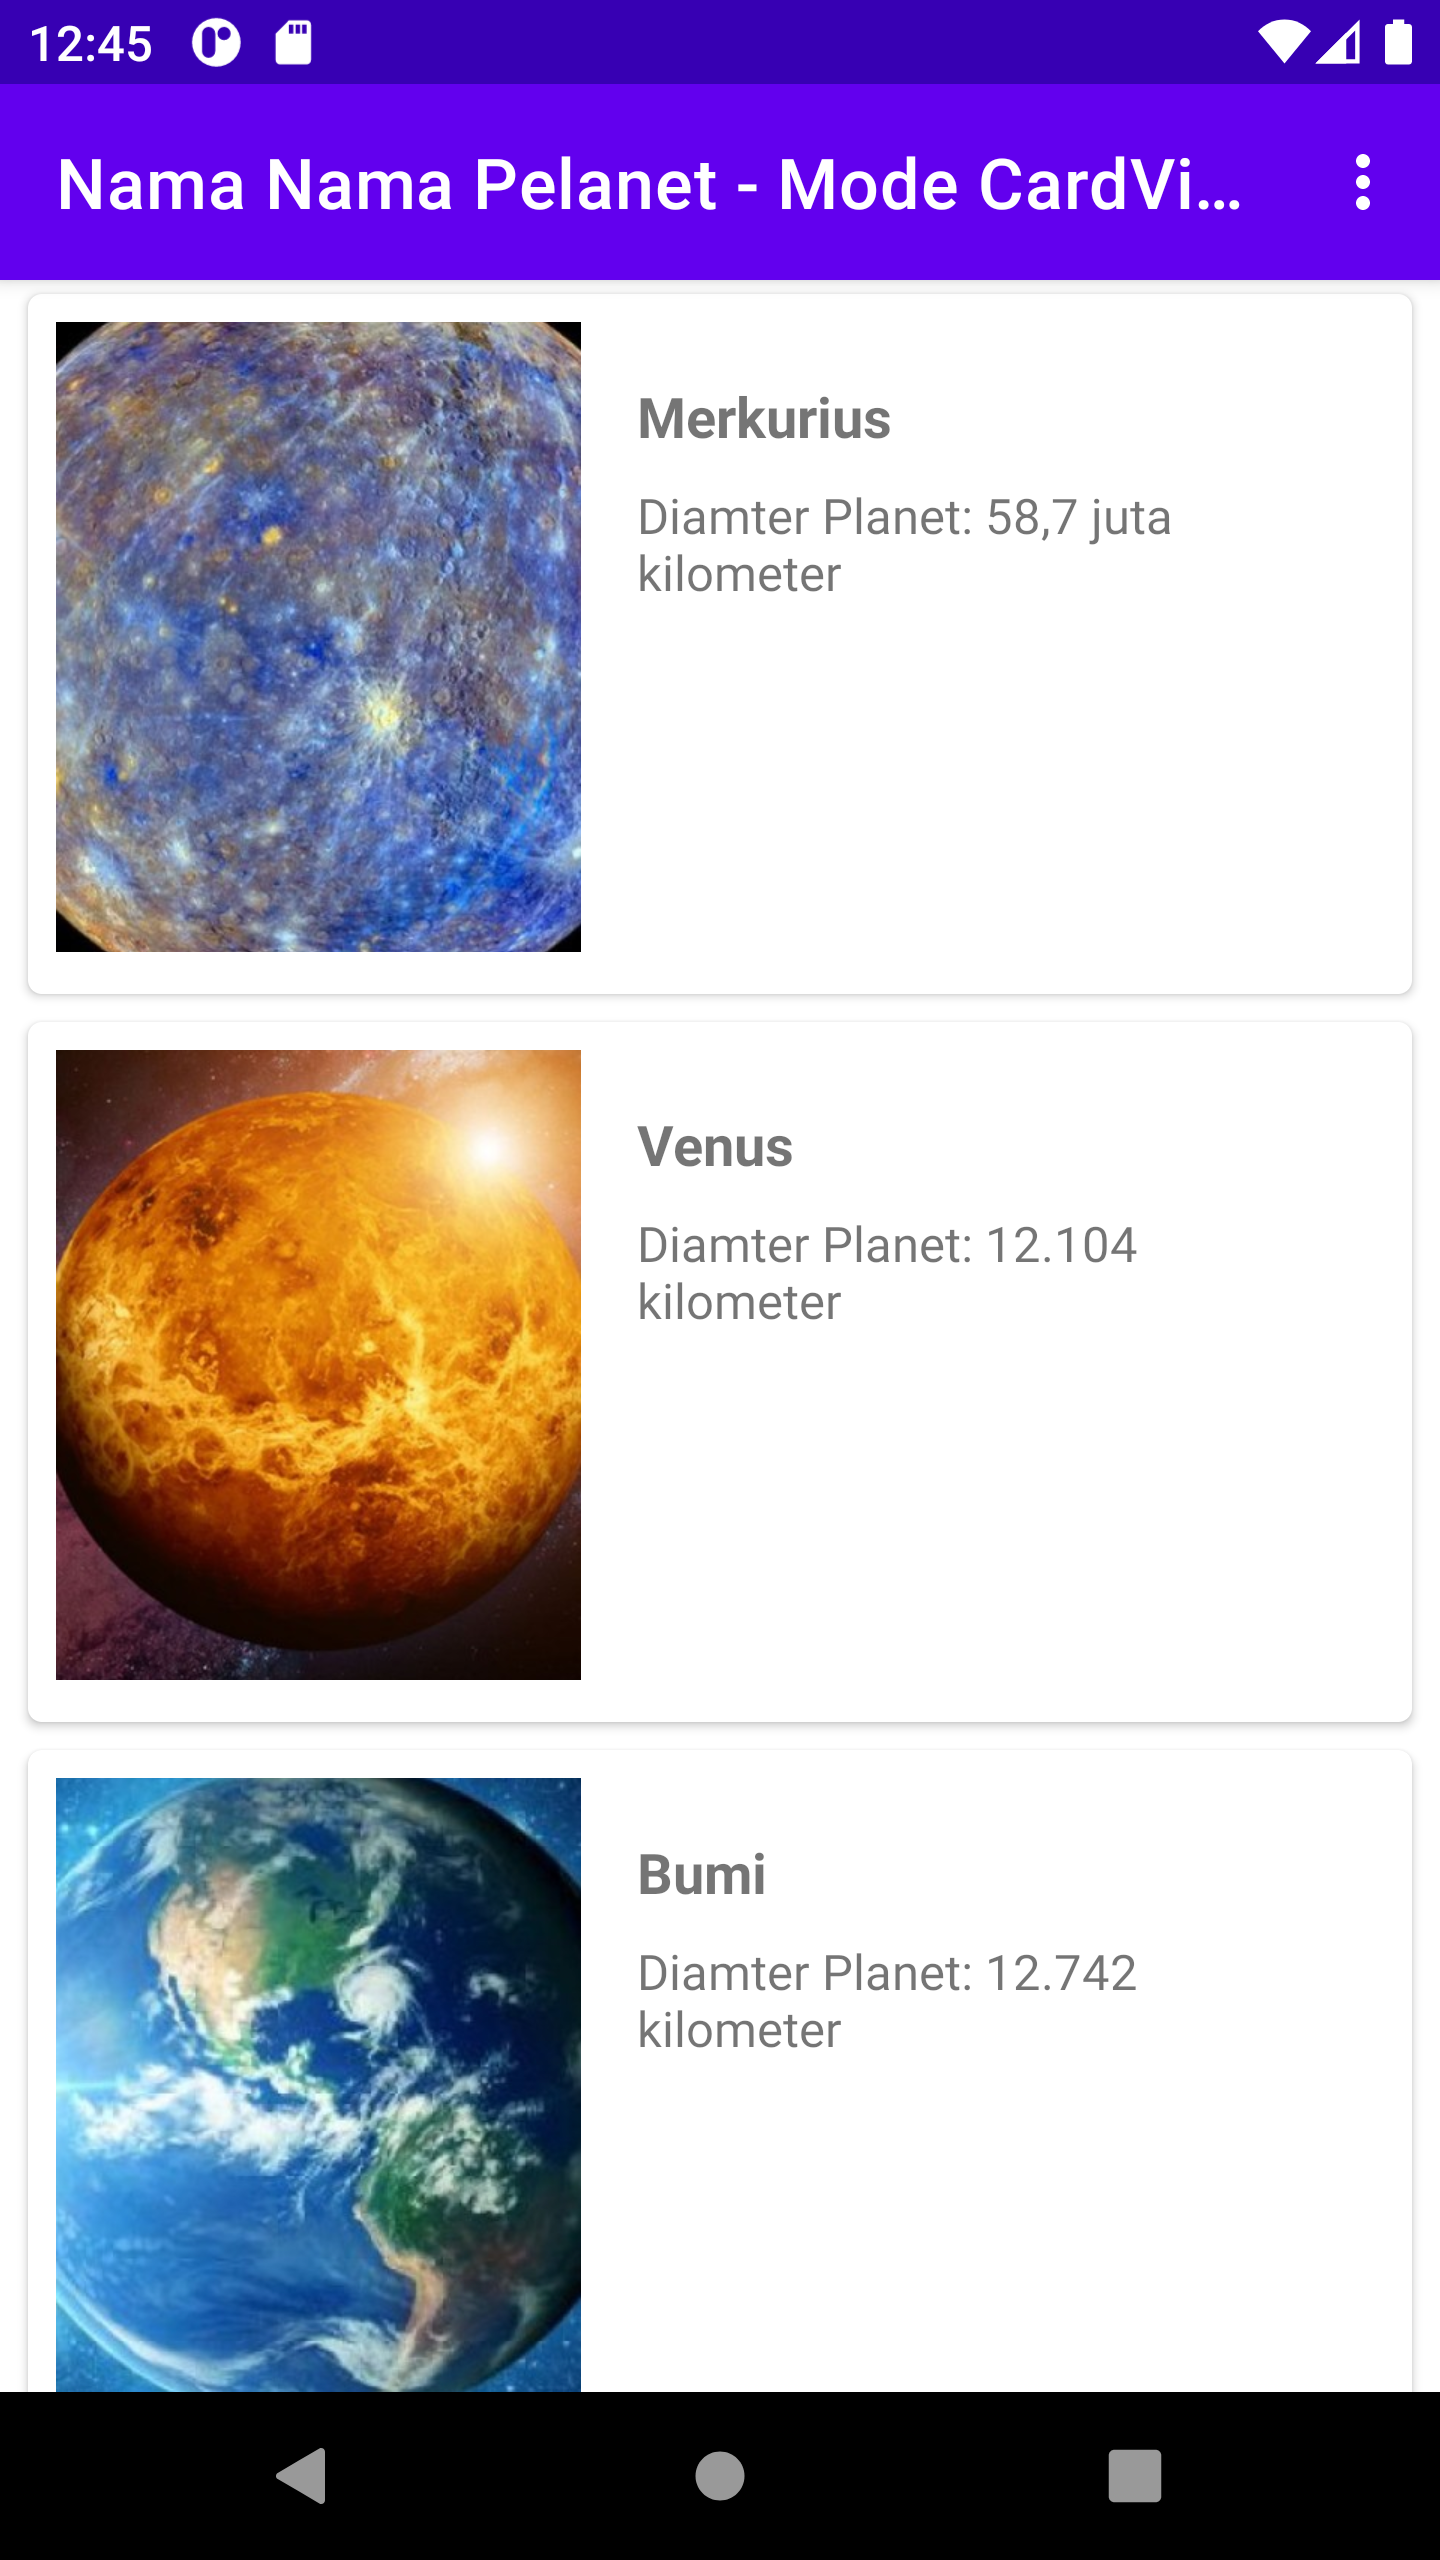 12:45
Nama Nama Pelanet - Mode CardVi...
Merkurius
Diamter Planet: 58,7 juta
kilometer
Venus
Diamter Planet: 12.104
kilometer
Bumi
Diamter Planet: 12.742
kilometer